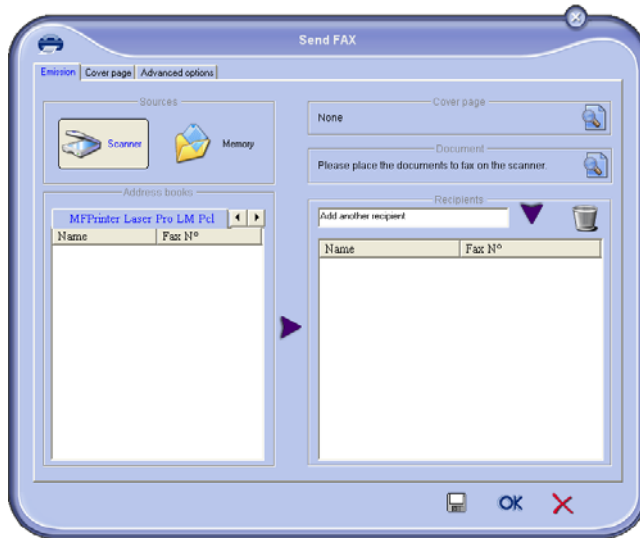 Send FAX
Emission Cover page Advanced options
Sources
Scanner Memory
Address books
MFPrinter Laser Pro LM Pcl
Name Fax N°
Cover page
None
Document
Please place the documents to fax on the scanner.
Recipients
Add another recipient
Name Fax N°
OK